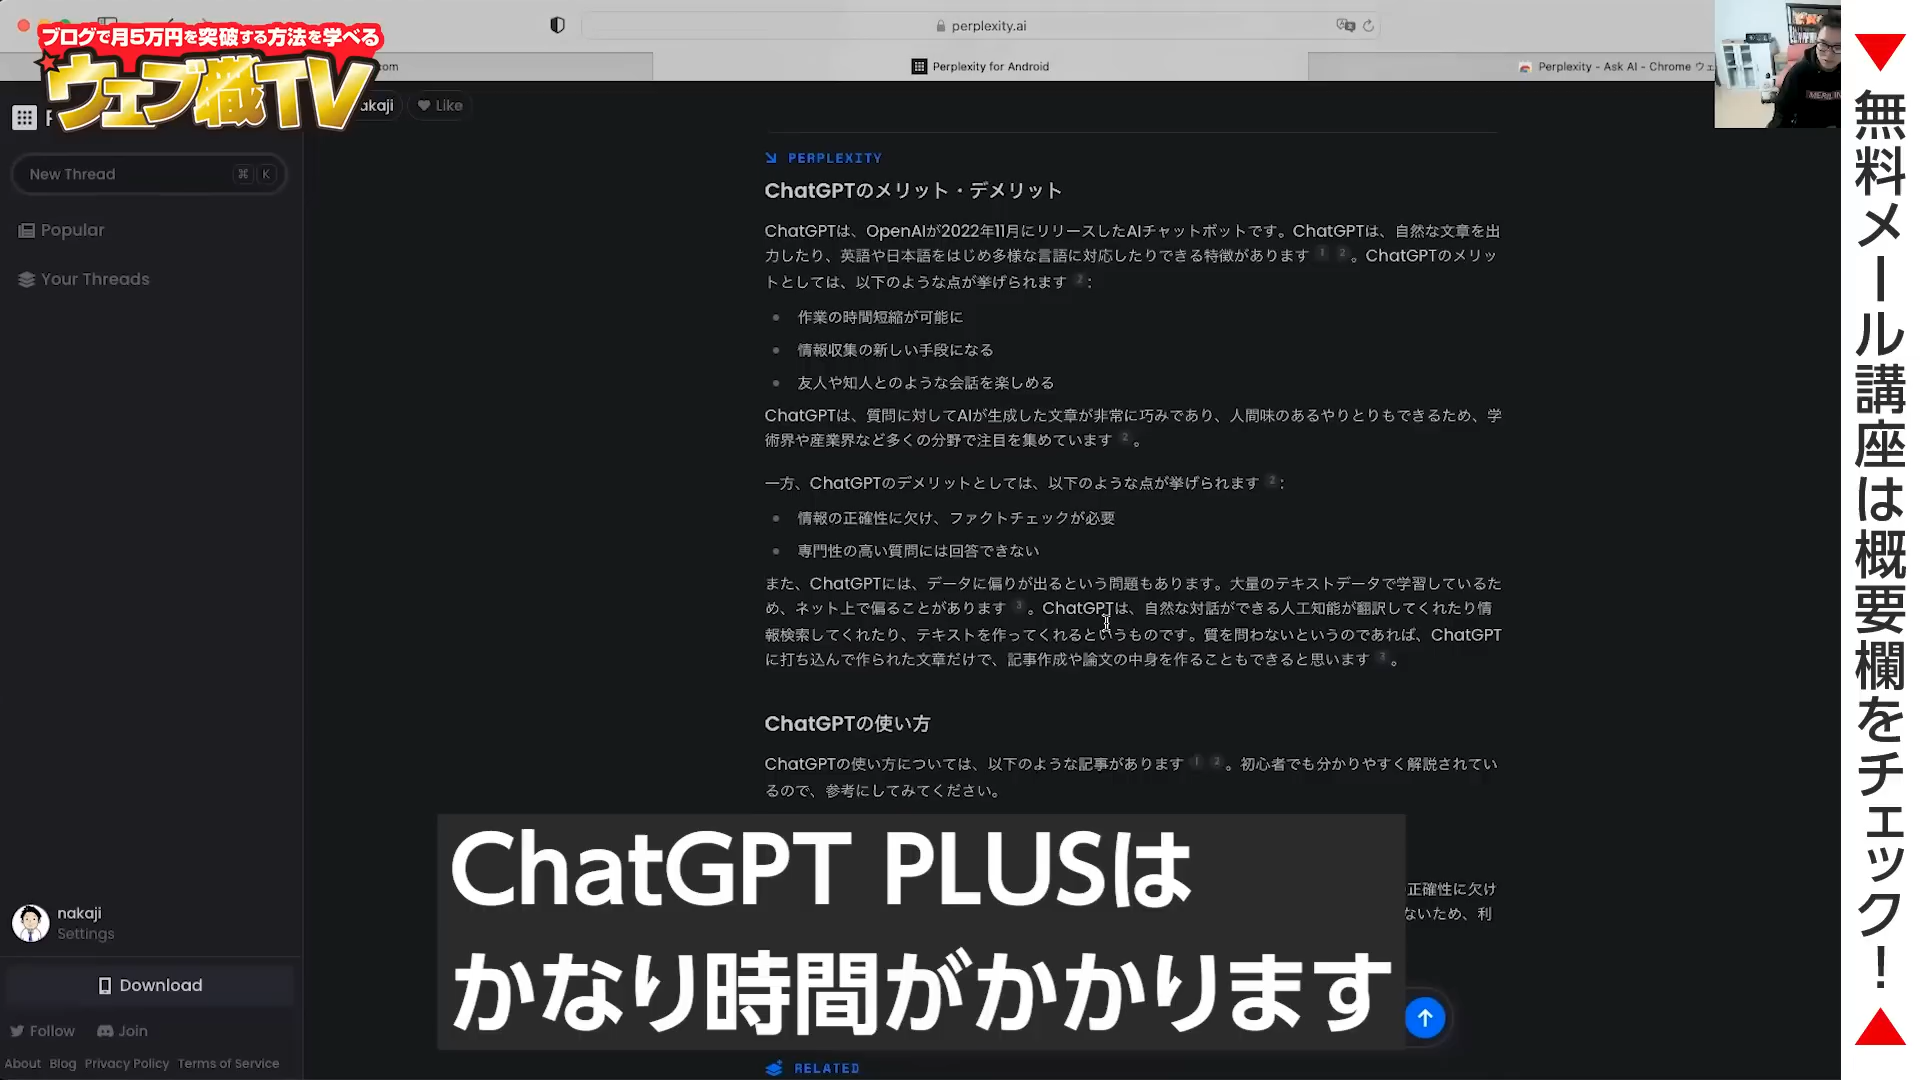 perplexity.ai
ブログで月5万円を突破する方法を学べる
ウェブ職TV
com
Perplexity for Android
Perplexity - Ask AI - Chrome ウェ
akaji
Like
New Thread
⌘ K
Popular
Your Threads
PERPLEXITY
ChatGPTのメリット・デメリット
ChatGPTは、OpenAIが2022年11月にリリースしたAIチャットボットです。ChatGPTは、自然な文章を出
力したり、英語や日本語をはじめ多様な言語に対応したりできる特徴があります 1 2 。ChatGPTのメリッ
トとしては、以下のような点が挙げられます 2 :
• 作業の時間短縮が可能に
• 情報収集の新しい手段になる
• 友人や知人とのような会話を楽しめる
ChatGPTは、質問に対してAIが生成した文章が非常に巧みであり、人間味のあるやりとりもできるため、学
術界や産業界など多くの分野で注目を集めています 2 。
一方、ChatGPTのデメリットとしては、以下のような点が挙げられます 2 :
• 情報の正確性に欠け、ファクトチェックが必要
• 専門性の高い質問には回答できない
また、ChatGPTには、データに偏りが出るという問題もあります。大量のテキストデータで学習しているた
め、ネット上で偏ることがあります 3 。ChatGPTは、自然な対話ができる人工知能が翻訳してくれたり情
報検索してくれたり、テキストを作ってくれるというものです。質を問わないというのであれば、ChatGPT
に打ち込んで作られた文章だけで、記事作成や論文の中身を作ることもできると思います 3 。
ChatGPTの使い方
ChatGPTの使い方については、以下のような記事があります 1 2 。初心者でも分かりやすく解説されてい
るので、参考にしてみてください。
正確性に欠け
ないため、利
ChatGPT PLUSは
かなり時間がかかります
RELATED
nakaji
Settings
Download
Follow
Join
About Blog Privacy Policy Terms of Service
▼無料メール講座は概要欄をチェック!▲